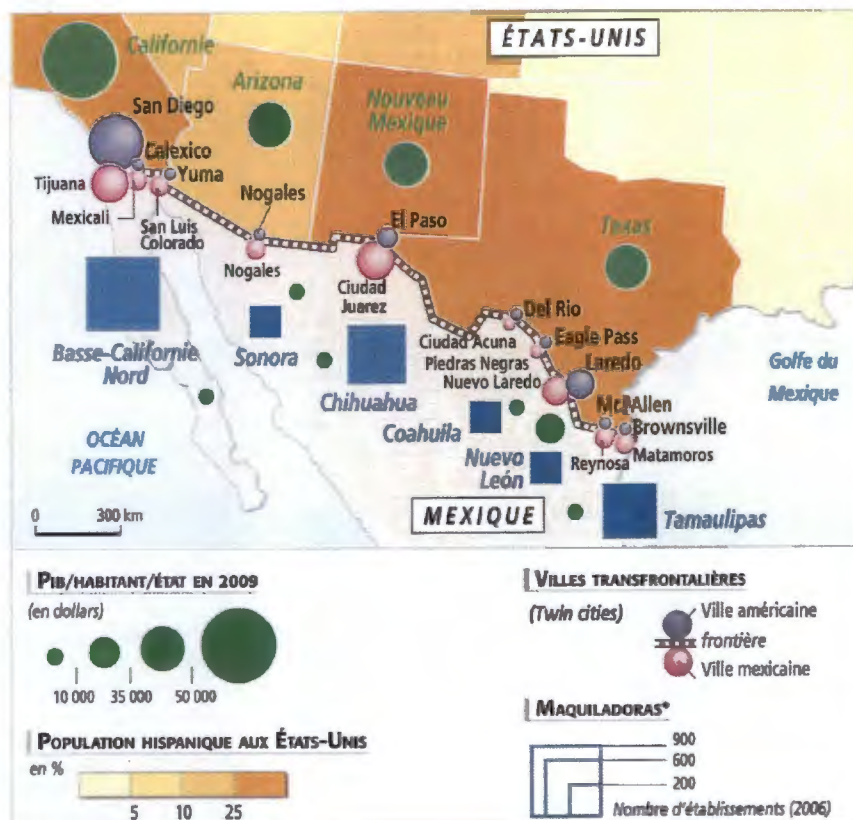 ÉTATS-UNIS
Californie
Arizona
Nouveau
Mexique
San Diego
Calexico
Yuma
Tijuana
Mexicali
San Luis
Colorado
Nogales
Nogales
El Paso
Ciudad
Juarez
Texas
Del Rio
Ciudad Acuna
Eagle Pass
Piedras Negras
Laredo
Nuevo Laredo
McAllen
Brownsville
Reynosa
Matamoros
Golfe du
Mexique
Basse-Californie
Nord
Sonora
Chihuahua
Coahuila
Nuevo
León
Tamaulipas
OCÉAN
PACIFIQUE
MEXIQUE
0 300 km
PIB/HABITANT/ÉTAT EN 2009
(en dollars)
10 000 35 000 50 000
POPULATION HISPANIQUE AUX ÉTATS-UNIS
en %
5 10 25
VILLES TRANSFRONTALIÈRES
(Twin cities)
Ville américaine
frontière
Ville mexicaine
MAQUILADORAS*
900
600
200
Nombre d'établissements (2006)